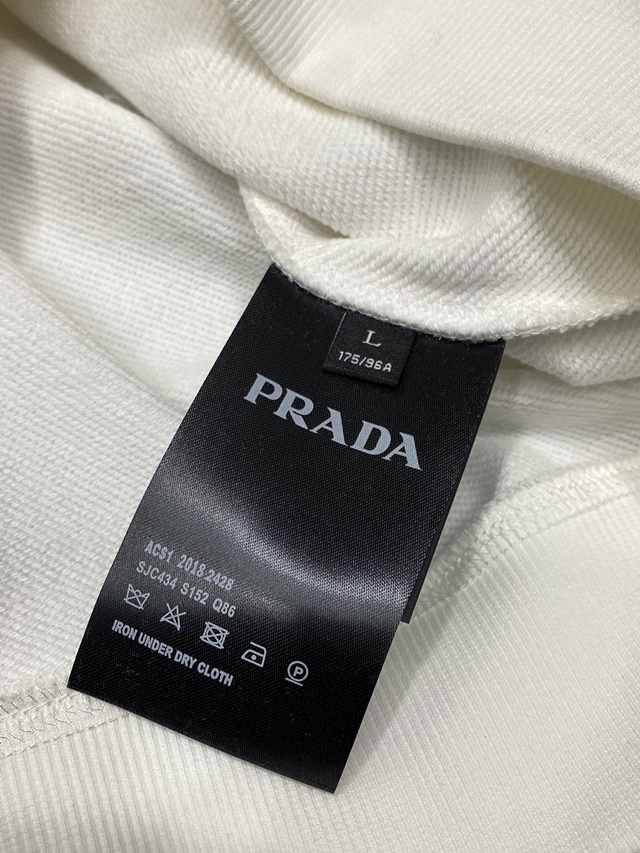 L
175/96A
PRADA
ACS1 2018-2428
SJC434 S152 Q86
P
IRON UNDER DRY CLOTH